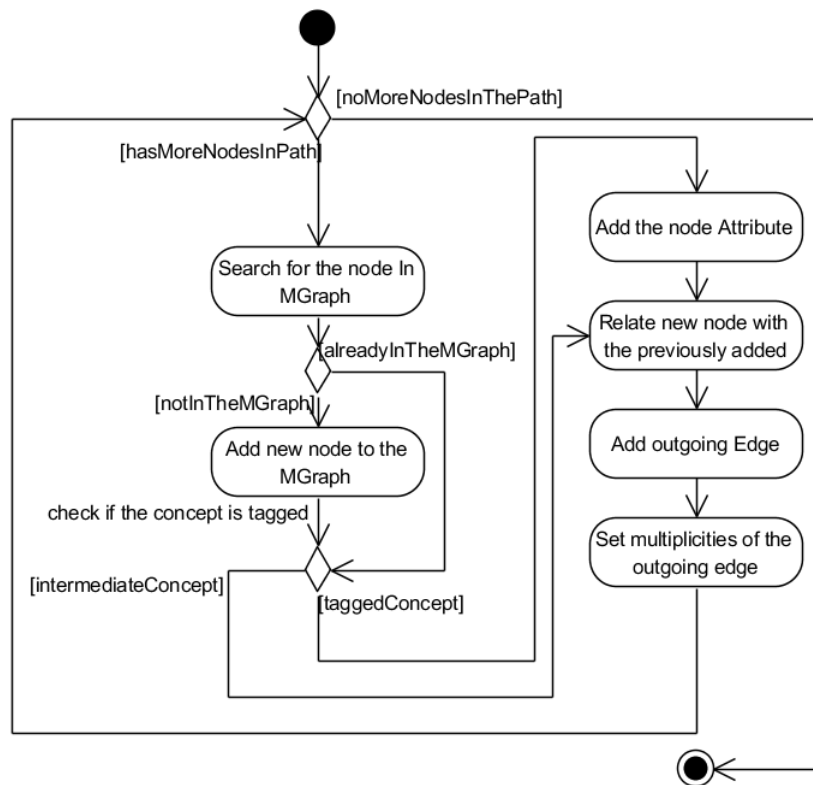 [noMoreNodesInThePath]
[hasMoreNodesInPath]
Search for the node In
MGraph
[alreadyInTheMGraph]
[notInTheMGraph]
Add new node to the
MGraph
check if the concept is tagged
[intermediateConcept]
[taggedConcept]
Add the node Attribute
Relate new node with
the previously added
Add outgoing Edge
Set multiplicities of the
outgoing edge